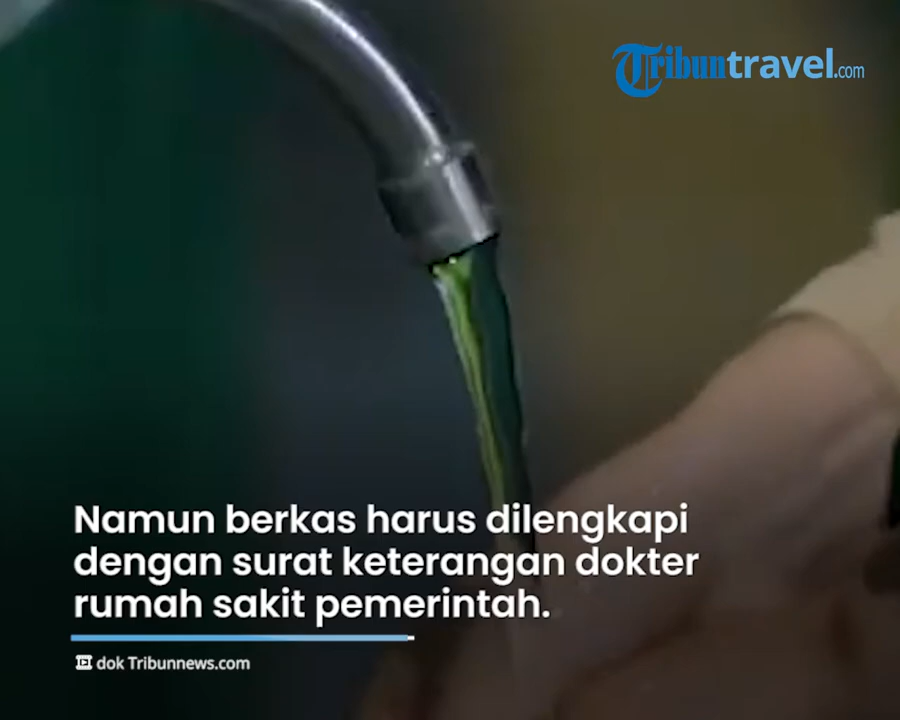 Tribuntravel.com
Namun berkas harus dilengkapi
dengan surat keterangan dokter
rumah sakit pemerintah.
dok Tribunnews.com